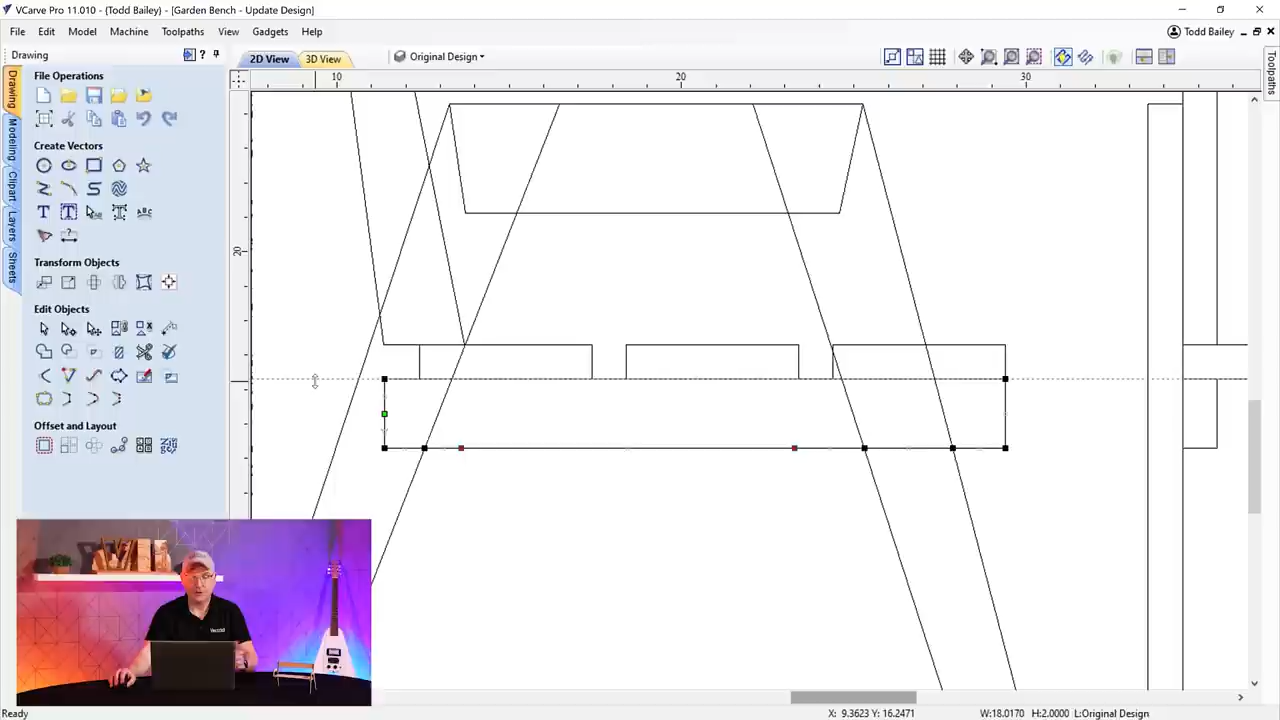 VCarve Pro 11.010 - {Todd Bailey} - [Garden Bench - Update Design]
File Edit Model Machine Toolpaths View Gadgets Help
Todd Bailey
Drawing
2D View
3D View
Original Design
10
20
30
20
Drawing
Modeling
Clipart
Layers
Sheets
Toolpaths
File Operations
Create Vectors
Transform Objects
Edit Objects
Offset and Layout
Vectric
Ready
X: 9.3623 Y: 16.2471
W:18.0170 H:2.0000 L:Original Design